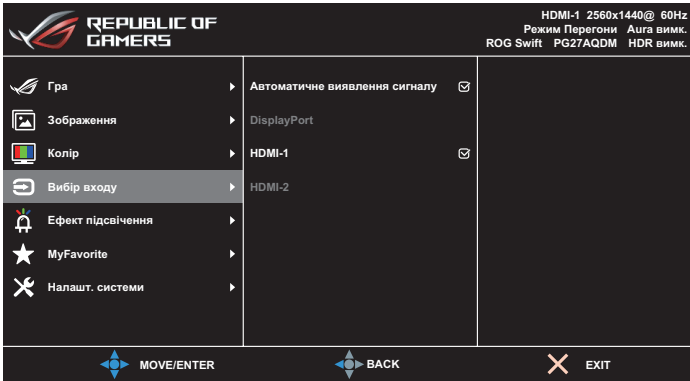 REPUBLIC OF
GAMERS
HDMI-1 2560x1440@ 60Hz
Режим Перегони Aura вимк.
ROG Swift PG27AQDM HDR вимк.
Гра
Зображення
Колір
Вибір входу
Ефект підсвічення
MyFavorite
Налашт. системи
Автоматичне виявлення сигналу
DisplayPort
HDMI-1
HDMI-2
MOVE/ENTER
BACK
EXIT